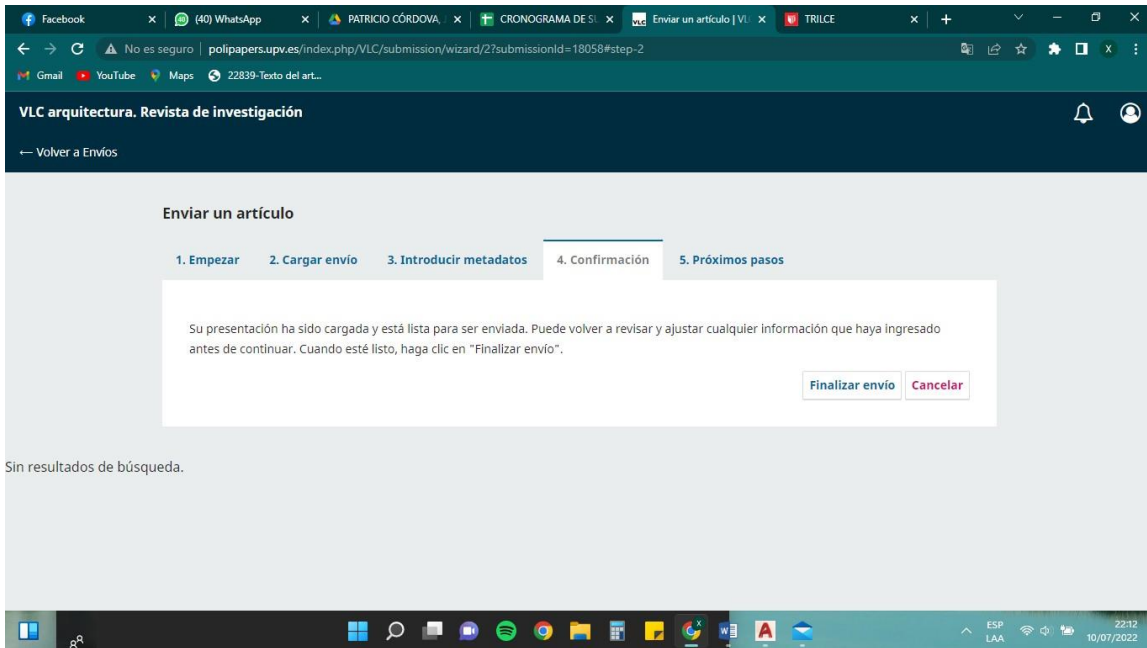 Facebook
(40) WhatsApp
PATRICIO CÓRDOVA,
CRONOGRAMA DE SU
Enviar un artículo | VL
TRILCE
No es seguro | polipapers.upv.es/index.php/VLC/submission/wizard/2?submissionId=18058#step-2
Gmail YouTube Maps 22839-Texto del art...
VLC arquitectura. Revista de investigación
← Volver a Envíos
Enviar un artículo
1. Empezar 2. Cargar envío 3. Introducir metadatos 4. Confirmación 5. Próximos pasos
Su presentación ha sido cargada y está lista para ser enviada. Puede volver a revisar y ajustar cualquier información que haya ingresado
antes de continuar. Cuando esté listo, haga clic en "Finalizar envío".
Finalizar envío Cancelar
Sin resultados de búsqueda.
ESP 22:12
LAA 10/07/2022